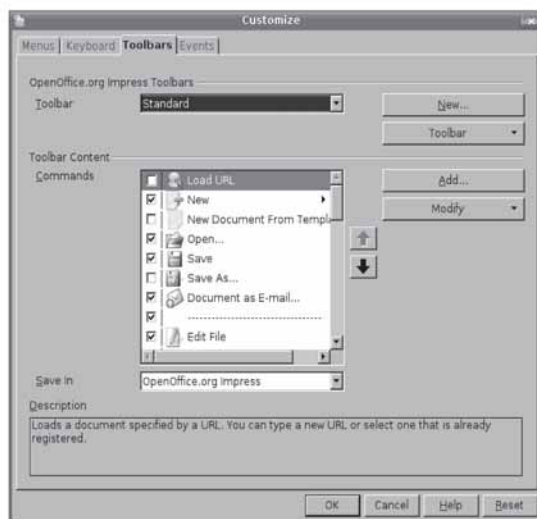 Customize
Menus Keyboard Toolbars Events
OpenOffice.org Impress Toolbars
Toolbar Standard New...
Toolbar
Toolbar Content
Commands Load URL Add...
New Modify
New Document From Templa
Open...
Save
Save As...
Document as E-mail...
--------------------------------
Edit File
Save In OpenOffice.org Impress
Description
Loads a document specified by a URL. You can type a new URL or select one that is already
registered.
OK Cancel Help Reset